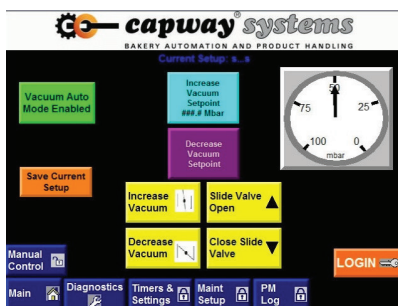 capway® systems
BAKERY AUTOMATION AND PRODUCT HANDLING
Current Setup: s...s
Vacuum Auto
Mode Enabled
Increase
Vacuum
Setpoint
###.# Mbar
Decrease
Vacuum
Setpoint
50
75
25
100
0
mbar
Save Current
Setup
Increase
Vacuum
Slide Valve
Open
Decrease
Vacuum
Close Slide
Valve
Manual
Control
LOGIN
Main
Diagnostics
Timers &
Settings
Maint
Setup
PM
Log